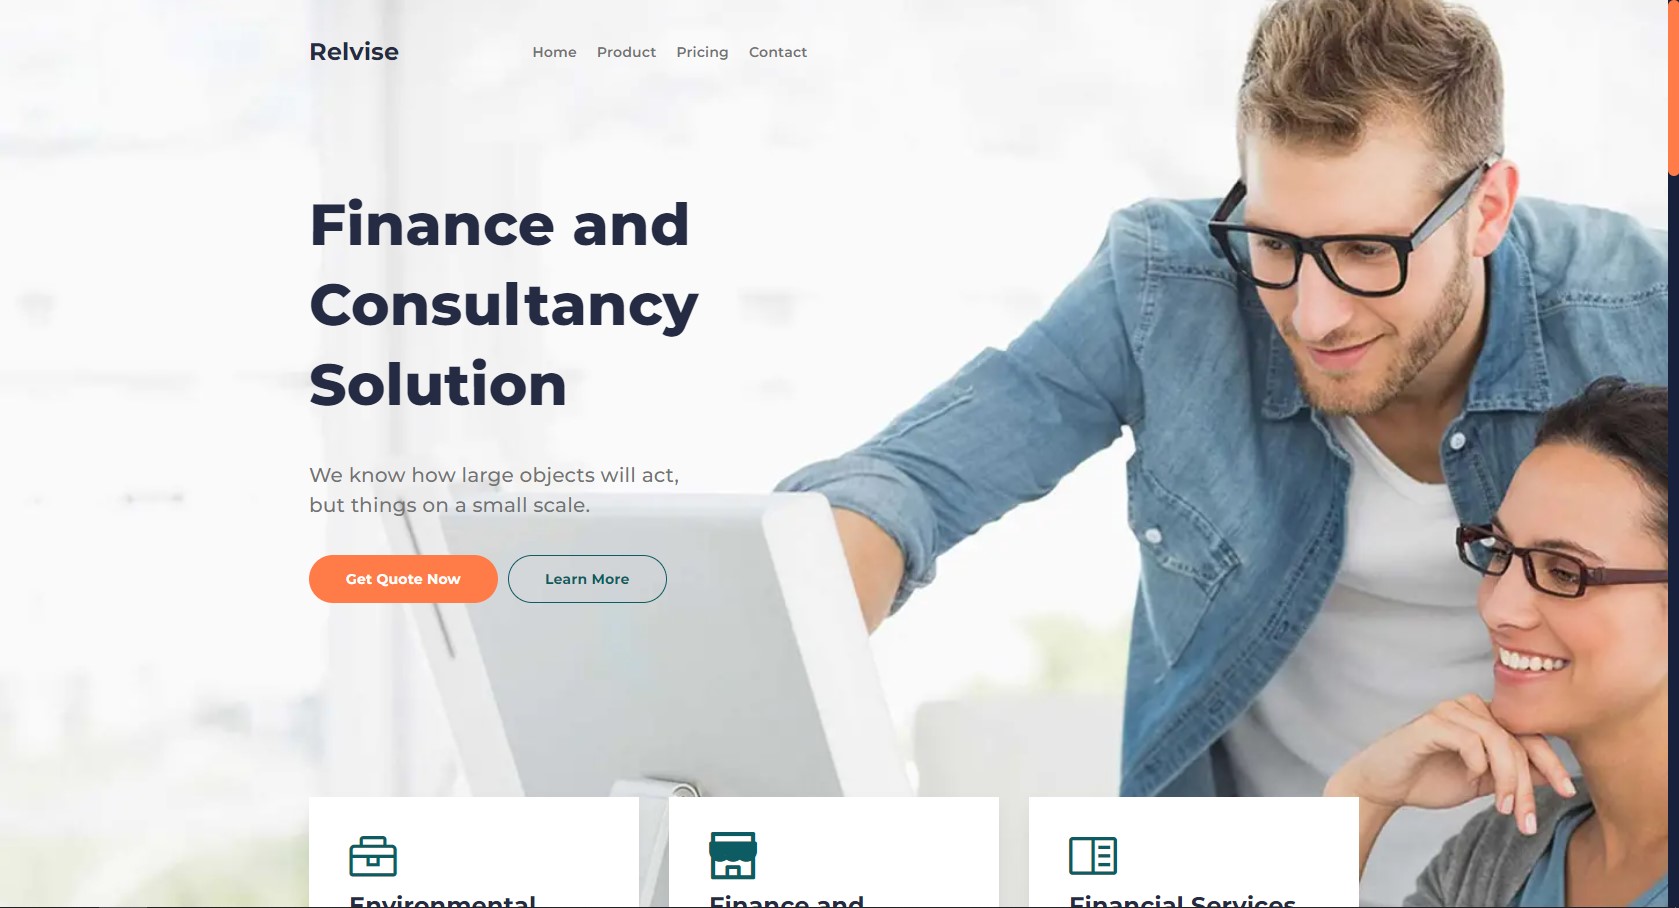 Relvise
Home Product Pricing Contact
Finance and
Consultancy
Solution
We know how large objects will act,
but things on a small scale.
Get Quote Now Learn More
Environmental
Finance and
Financial Services